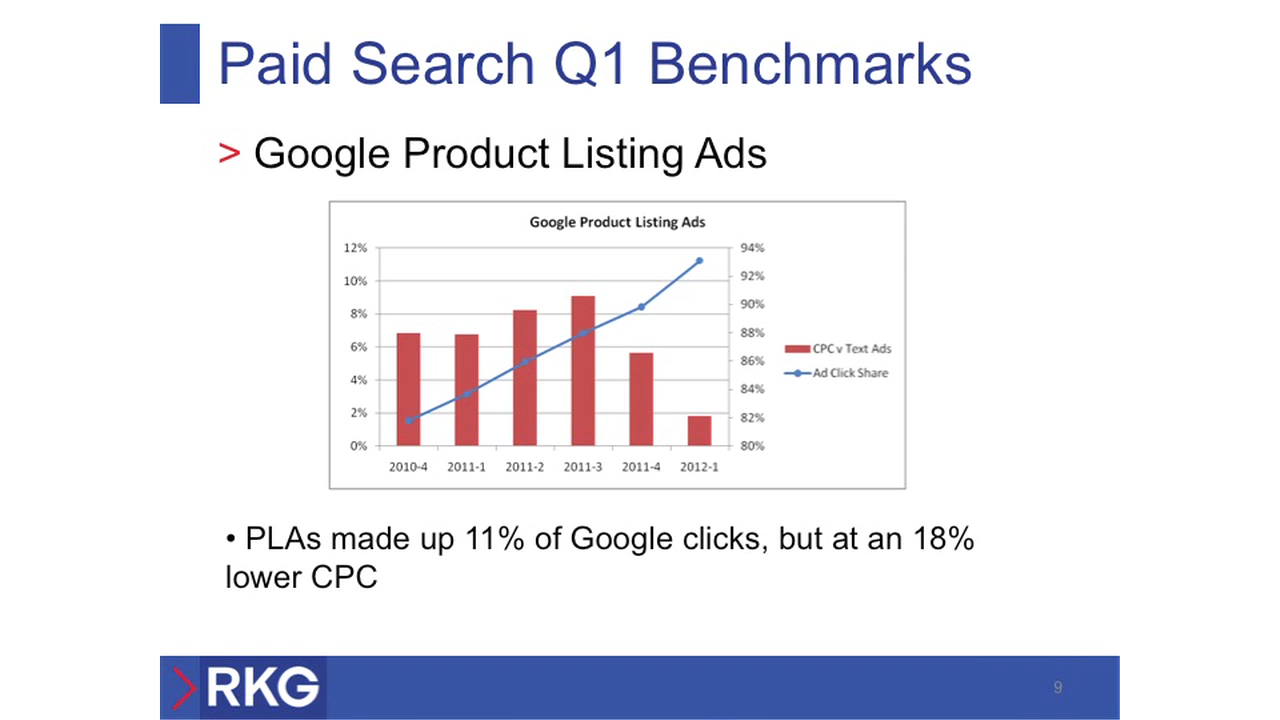 Paid Search Q1 Benchmarks
> Google Product Listing Ads
Google Product Listing Ads
12%
10%
8%
6%
4%
2%
0%
94%
92%
90%
88%
86%
84%
82%
80%
CPC v Text Ads
Ad Click Share
2010-4 2011-1 2011-2 2011-3 2011-4 2012-1
• PLAs made up 11% of Google clicks, but at an 18%
lower CPC
RKG
9